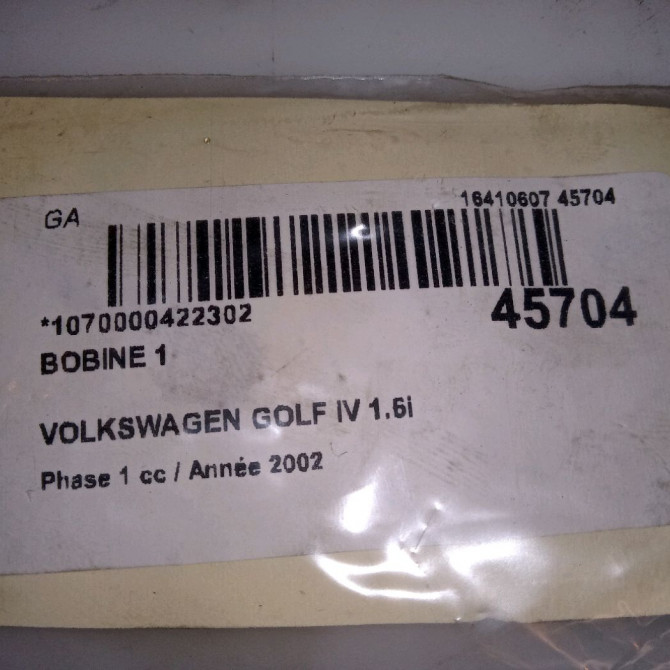 GA
16410607 45704
*1070000422302
45704
BOBINE 1
VOLKSWAGEN GOLF IV 1.6i
Phase 1 cc / Année 2002